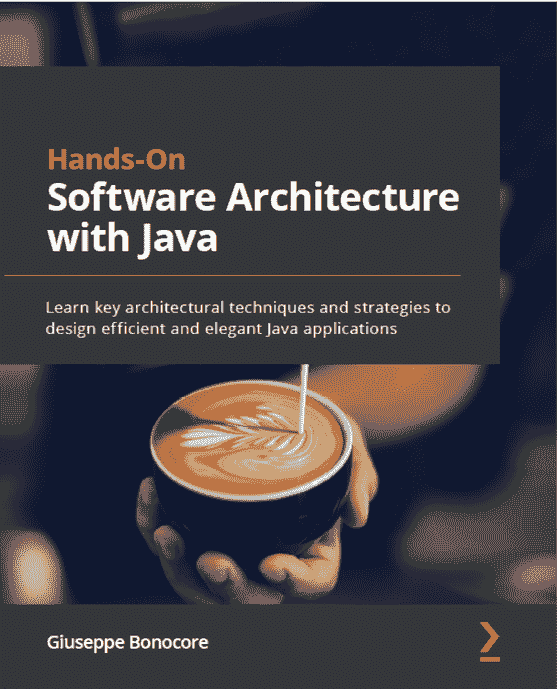 Hands-On
Software Architecture
with Java
Learn key architectural techniques and strategies to
design efficient and elegant Java applications
Giuseppe Bonocore